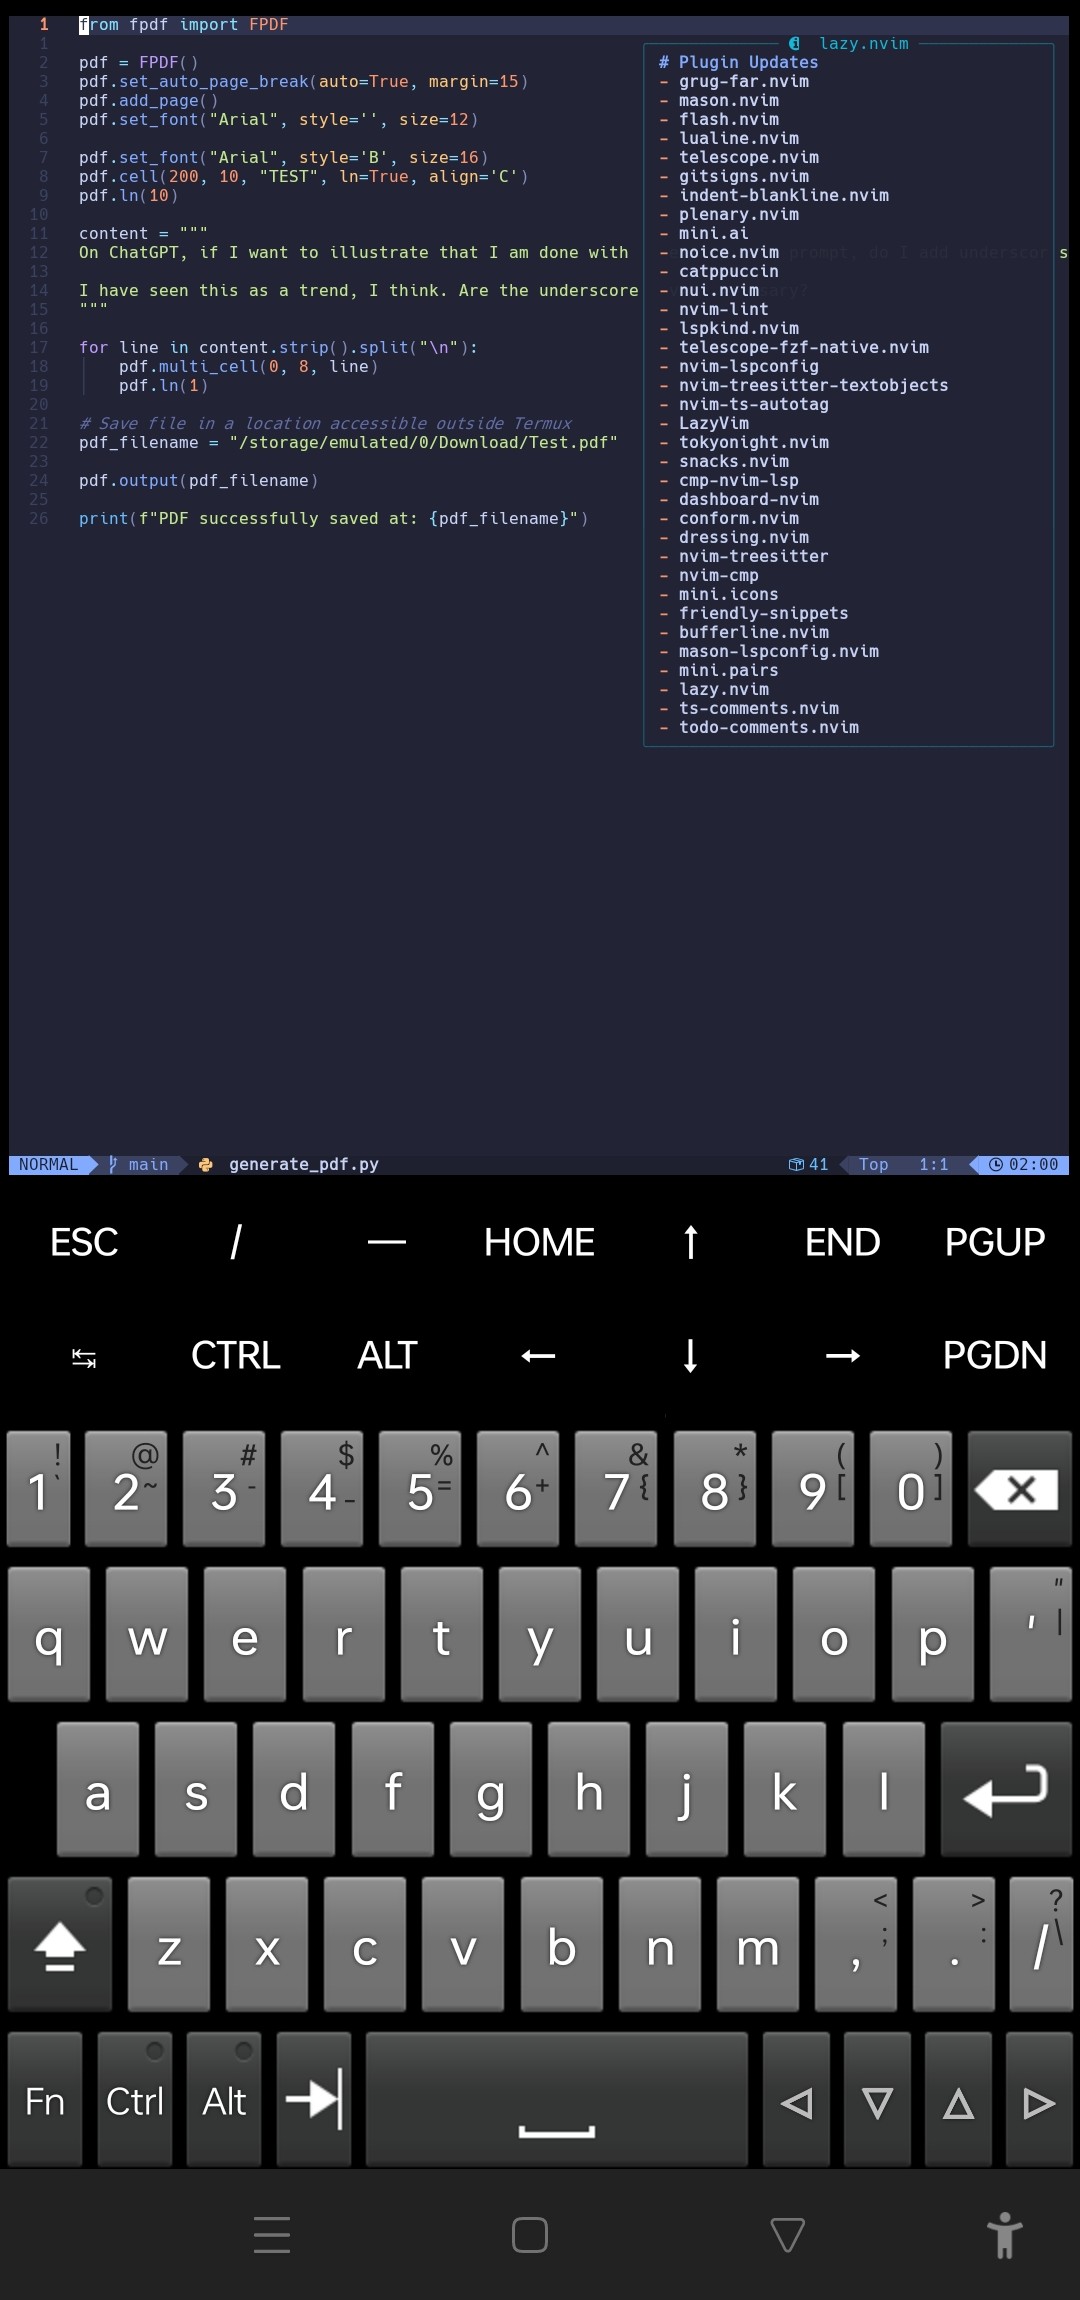 1 from fpdf import FPDF
1
2 pdf = FPDF()
3 pdf.set_auto_page_break(auto=True, margin=15)
4 pdf.add_page()
5 pdf.set_font("Arial", style='', size=12)
6
7 pdf.set_font("Arial", style='B', size=16)
8 pdf.cell(200, 10, "TEST", ln=True, align='C')
9 pdf.ln(10)
10
11 content = """
12 On ChatGPT, if I want to illustrate that I am done with prompt, do I add underscor s
13
14 I have seen this as a trend, I think. Are the underscore
15 """
16
17 for line in content.strip().split("\n"):
18 pdf.multi_cell(0, 8, line)
19 pdf.ln(1)
20
21 # Save file in a location accessible outside Termux
22 pdf_filename = "/storage/emulated/0/Download/Test.pdf"
23
24 pdf.output(pdf_filename)
25
26 print(f"PDF successfully saved at: {pdf_filename}")
lazy.nvim
# Plugin Updates
- grug-far.nvim
- mason.nvim
- flash.nvim
- lualine.nvim
- telescope.nvim
- gitsigns.nvim
- indent-blankline.nvim
- plenary.nvim
- mini.ai
- noice.nvim
- catppuccin
- nui.nvim
- nvim-lint
- lspkind.nvim
- telescope-fzf-native.nvim
- nvim-lspconfig
- nvim-treesitter-textobjects
- nvim-ts-autotag
- LazyVim
- tokyonight.nvim
- snacks.nvim
- cmp-nvim-lsp
- dashboard-nvim
- conform.nvim
- dressing.nvim
- nvim-treesitter
- nvim-cmp
- mini.icons
- friendly-snippets
- bufferline.nvim
- mason-lspconfig.nvim
- mini.pairs
- lazy.nvim
- ts-comments.nvim
- todo-comments.nvim
NORMAL main generate_pdf.py 41 Top 1:1 02:00
ESC / — HOME ↑ END PGUP
↹ CTRL ALT ← ↓ → PGDN
! @ # $ % ^ & * ( )
1 ` 2 ~ 3 - 4 _ 5 = 6 + 7 { 8 } 9 [ 0 ]
q w e r t y u i o p ' " |
a s d f g h j k l
z x c v b n m , < ; . > : / ? \
Fn Ctrl Alt